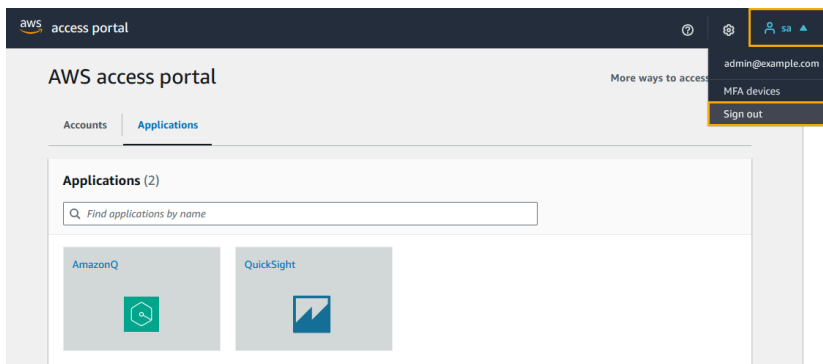 aws access portal
sa
admin@example.com
MFA devices
Sign out
AWS access portal
More ways to access
Accounts
Applications
Applications (2)
Find applications by name
AmazonQ
QuickSight